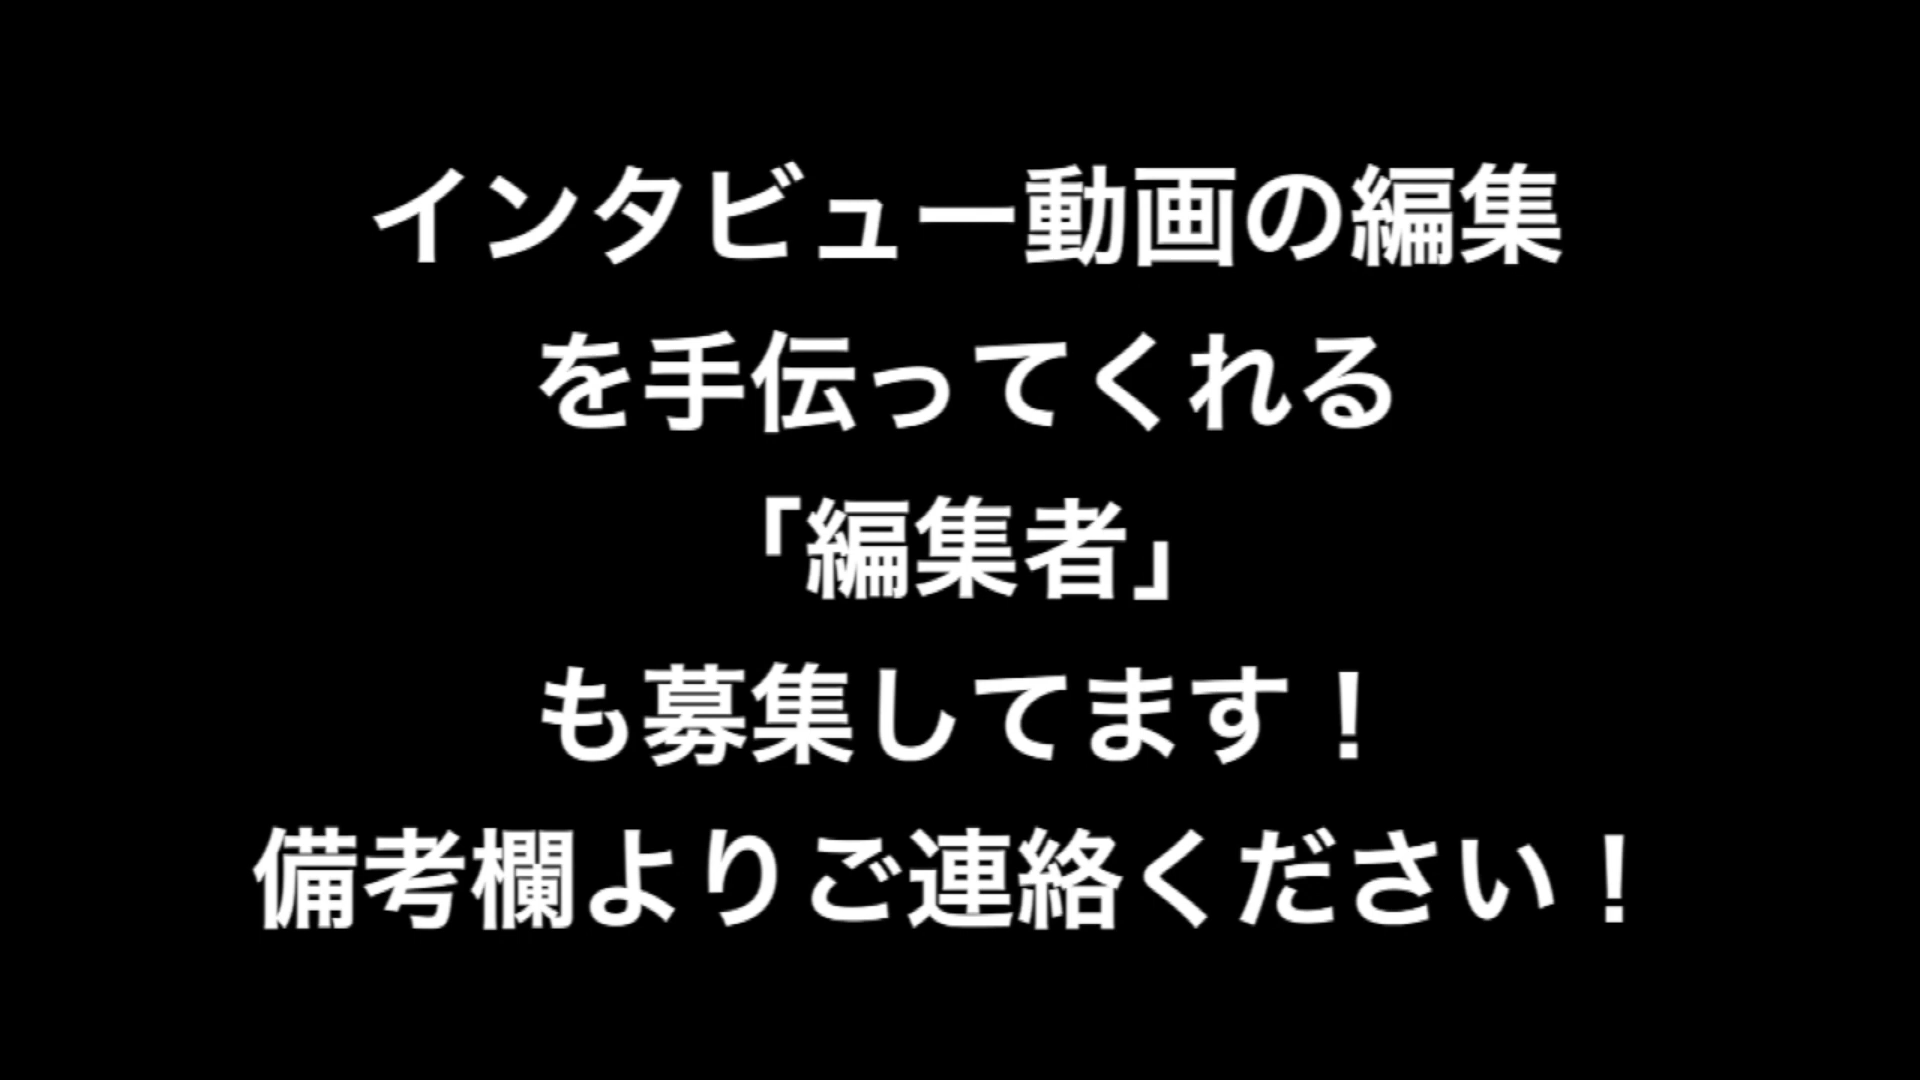 インタビュー動画の編集
を手伝ってくれる
「編集者」
も募集してます！
備考欄よりご連絡ください！